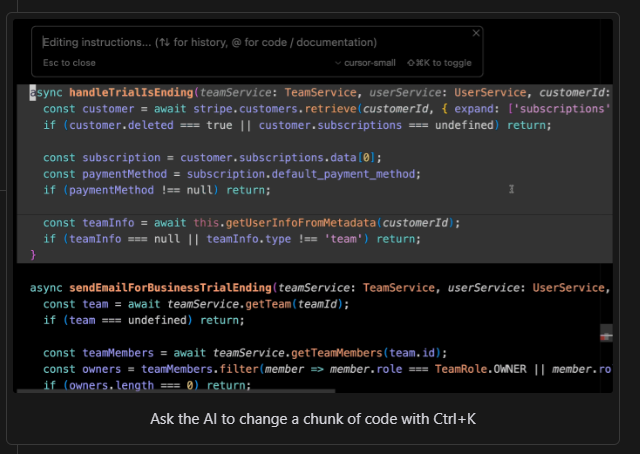 Editing instructions... (↑↓ for history, @ for code / documentation)
Esc to close
cursor-small
⇧⌘K to toggle
async handleTrialIsEnding(teamService: TeamService, userService: UserService, customerId:
const customer = await stripe.customers.retrieve(customerId, { expand: ['subscriptions'
if (customer.deleted === true || customer.subscriptions === undefined) return;
const subscription = customer.subscriptions.data[0];
const paymentMethod = subscription.default_payment_method;
if (paymentMethod !== null) return;
const teamInfo = await this.getUserInfoFromMetadata(customerId);
if (teamInfo === null || teamInfo.type !== 'team') return;
}
async sendEmailForBusinessTrialEnding(teamService: TeamService, userService: UserService,
const team = await teamService.getTeam(teamId);
if (team === undefined) return;
const teamMembers = await teamService.getTeamMembers(team.id);
const owners = teamMembers.filter(member => member.role === TeamRole.OWNER || member.ro
if (owners.length === 0) return;
Ask the AI to change a chunk of code with Ctrl+K